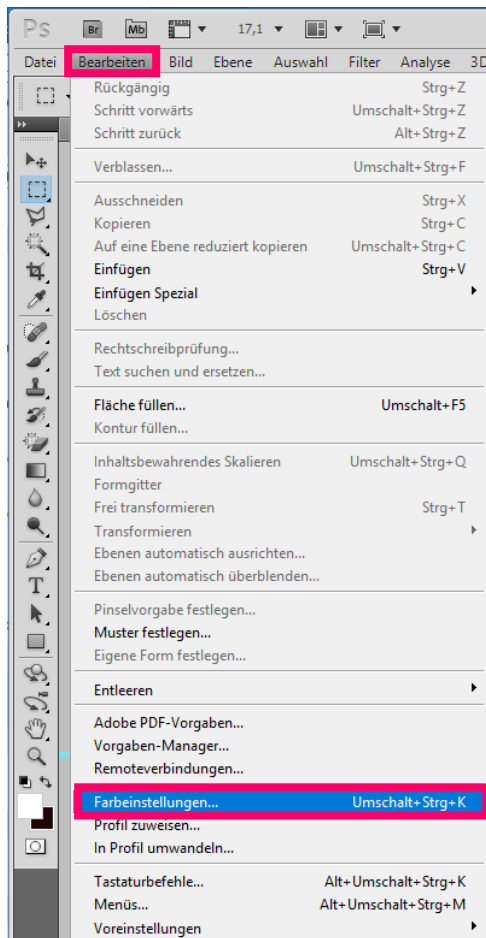 Ps Br Mb 17,1
Datei Bearbeiten Bild Ebene Auswahl Filter Analyse 3D
Rückgängig Strg+Z
Schritt vorwärts Umschalt+Strg+Z
Schritt zurück Alt+Strg+Z
Verblassen... Umschalt+Strg+F
Ausschneiden Strg+X
Kopieren Strg+C
Auf eine Ebene reduziert kopieren Umschalt+Strg+C
Einfügen Strg+V
Einfügen Spezial
Löschen
Rechtschreibprüfung...
Text suchen und ersetzen...
Fläche füllen... Umschalt+F5
Kontur füllen...
Inhaltsbewahrendes Skalieren Umschalt+Strg+Q
Formgitter
Frei transformieren Strg+T
Transformieren
Ebenen automatisch ausrichten...
Ebenen automatisch überblenden...
Pinselvorgabe festlegen...
Muster festlegen...
Eigene Form festlegen...
Entleeren
Adobe PDF-Vorgaben...
Vorgaben-Manager...
Remoteverbindungen...
Farbeinstellungen... Umschalt+Strg+K
Profil zuweisen...
In Profil umwandeln...
Tastaturbefehle... Alt+Umschalt+Strg+K
Menüs... Alt+Umschalt+Strg+M
Voreinstellungen